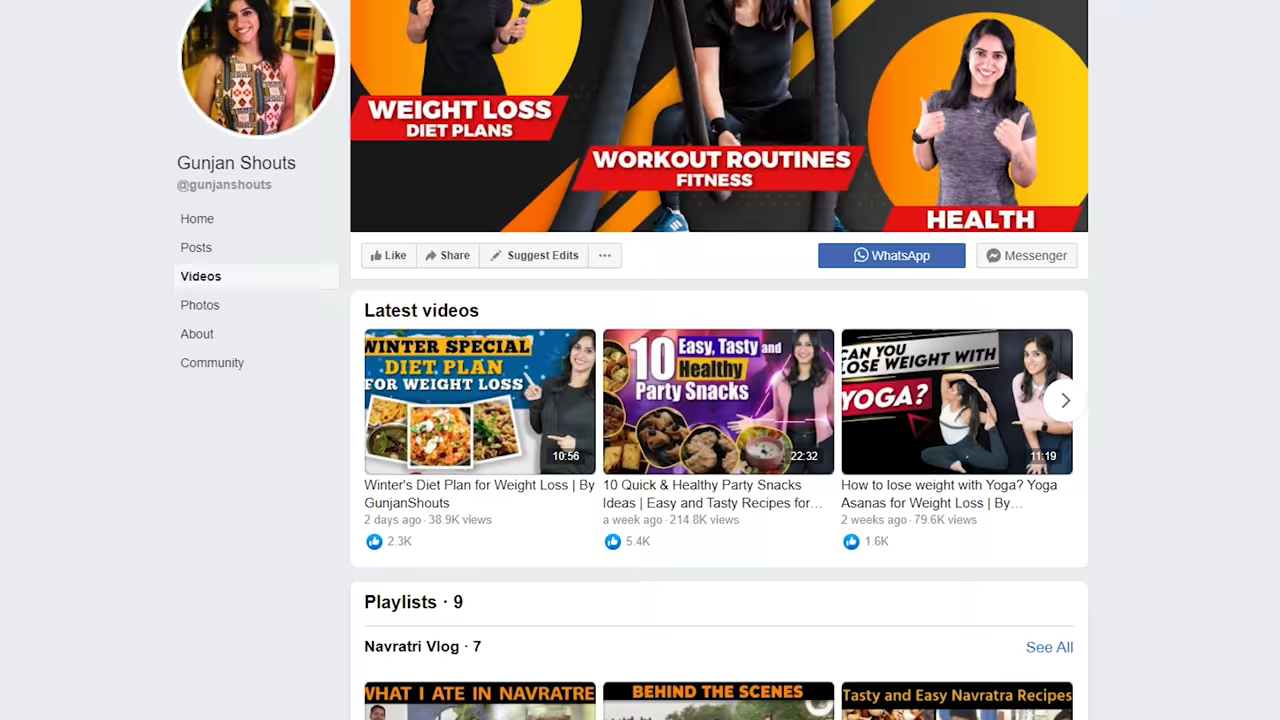 WEIGHT LOSS
DIET PLANS
WORKOUT ROUTINES
FITNESS
HEALTH
Gunjan Shouts
@gunjanshouts
Home
Posts
Videos
Photos
About
Community
Like
Share
Suggest Edits
...
WhatsApp
Messenger
Latest videos
WINTER SPECIAL
DIET PLAN
FOR WEIGHT LOSS
10:56
10 Easy, Tasty and
Healthy
Party Snacks
22:32
CAN YOU
LOSE WEIGHT WITH
YOGA?
11:19
Winter's Diet Plan for Weight Loss | By
GunjanShouts
2 days ago · 38.9K views
2.3K
10 Quick & Healthy Party Snacks
Ideas | Easy and Tasty Recipes for...
a week ago · 214.8K views
5.4K
How to lose weight with Yoga? Yoga
Asanas for Weight Loss | By...
2 weeks ago · 79.6K views
1.6K
Playlists · 9
Navratri Vlog · 7
See All
WHAT I ATE IN NAVRATRE
BEHIND THE SCENES
Tasty and Easy Navratra Recipes